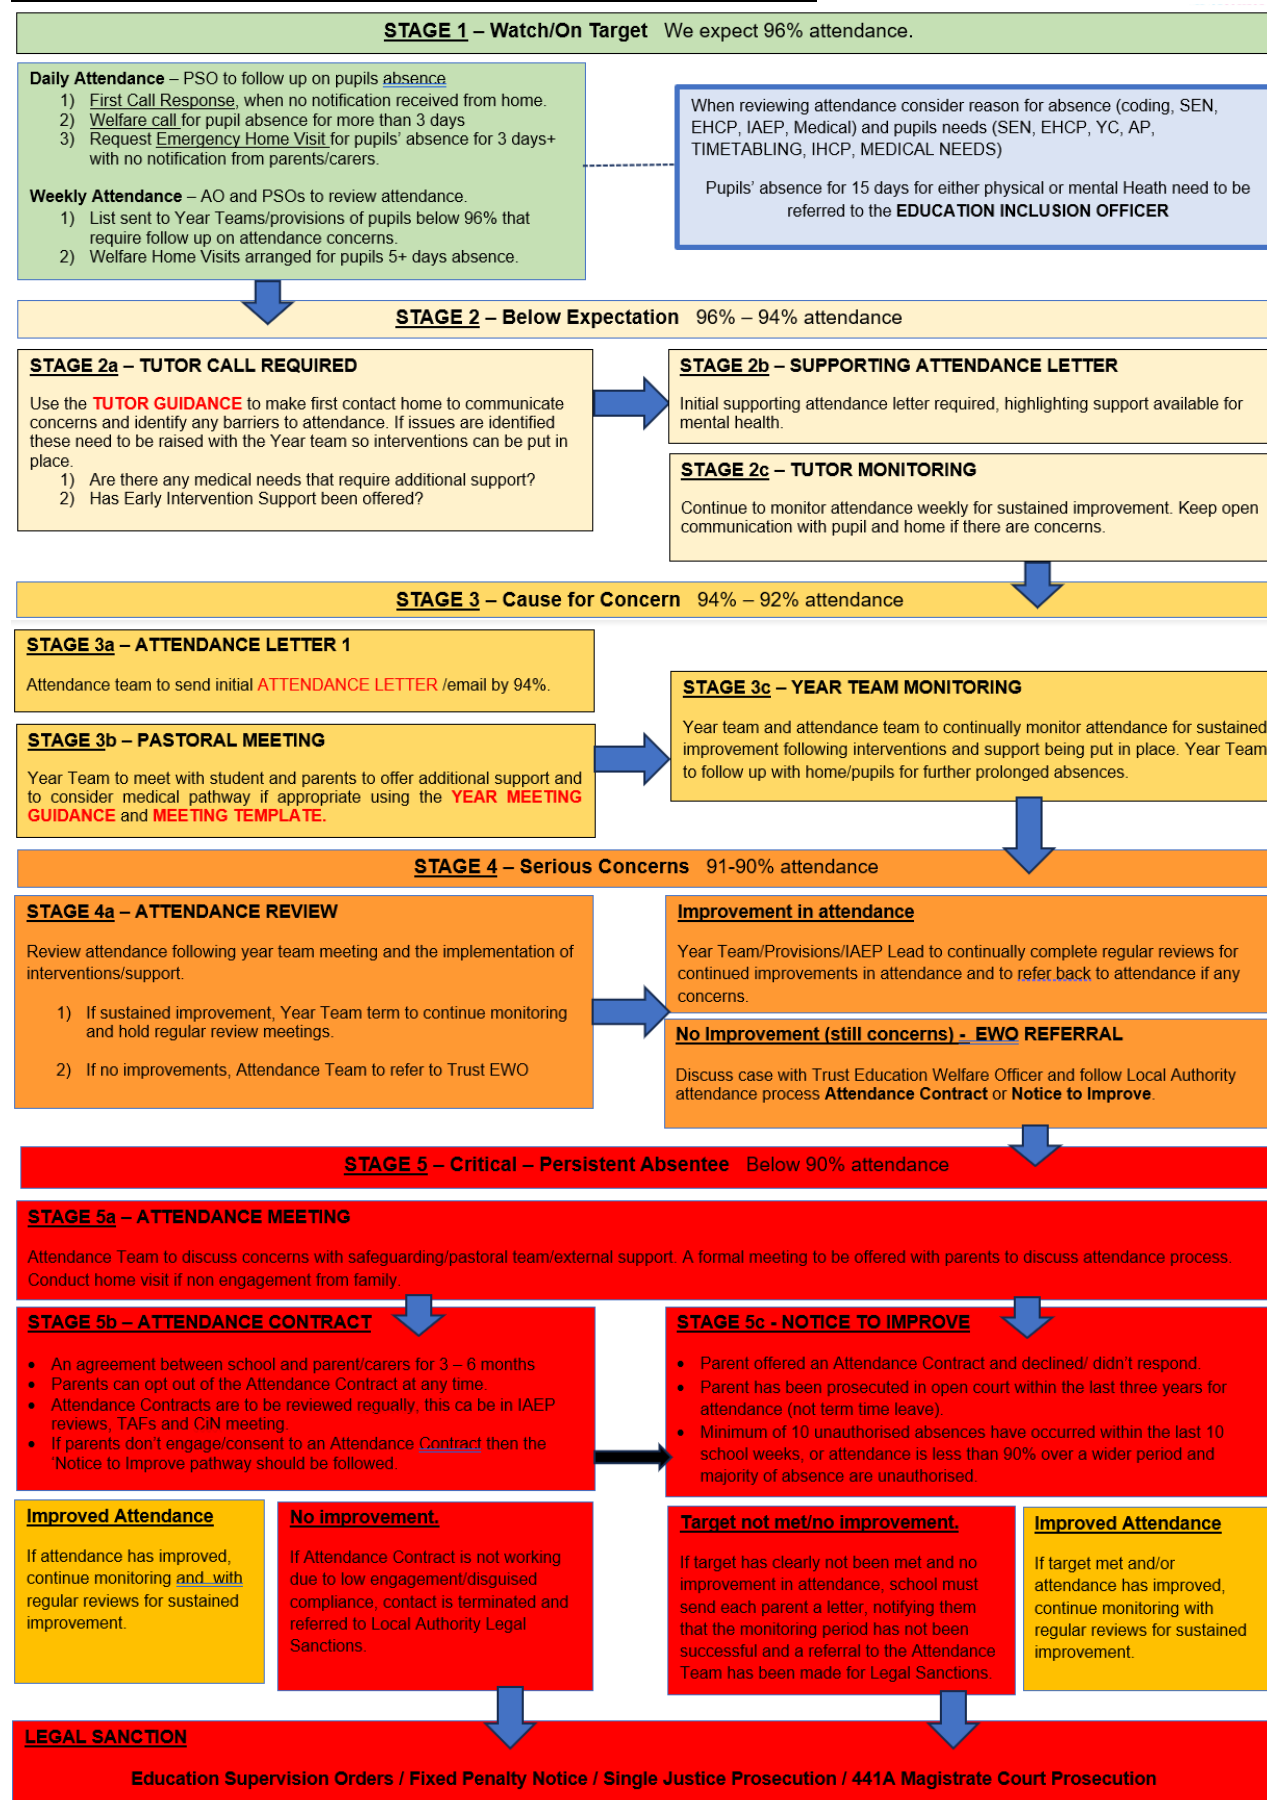 STAGE 1 – Watch/On Target We expect 96% attendance.
Daily Attendance – PSO to follow up on pupils absence
1) First Call Response, when no notification received from home.
2) Welfare call for pupil absence for more than 3 days
3) Request Emergency Home Visit for pupils' absence for 3 days+
with no notification from parents/carers.
Weekly Attendance – AO and PSOs to review attendance.
1) List sent to Year Teams/provisions of pupils below 96% that
require follow up on attendance concerns.
2) Welfare Home Visits arranged for pupils 5+ days absence.
When reviewing attendance consider reason for absence (coding, SEN,
EHCP, IAEP, Medical) and pupils needs (SEN, EHCP, YC, AP,
TIMETABLING, IHCP, MEDICAL NEEDS)
Pupils' absence for 15 days for either physical or mental Heath need to be
referred to the EDUCATION INCLUSION OFFICER
STAGE 2 – Below Expectation 96% – 94% attendance
STAGE 2a – TUTOR CALL REQUIRED
Use the TUTOR GUIDANCE to make first contact home to communicate
concerns and identify any barriers to attendance. If issues are identified
these need to be raised with the Year team so interventions can be put in
place.
1) Are there any medical needs that require additional support?
2) Has Early Intervention Support been offered?
STAGE 2b – SUPPORTING ATTENDANCE LETTER
Initial supporting attendance letter required, highlighting support available for
mental health.
STAGE 2c – TUTOR MONITORING
Continue to monitor attendance weekly for sustained improvement. Keep open
communication with pupil and home if there are concerns.
STAGE 3 – Cause for Concern 94% – 92% attendance
STAGE 3a – ATTENDANCE LETTER 1
Attendance team to send initial ATTENDANCE LETTER /email by 94%.
STAGE 3b – PASTORAL MEETING
Year Team to meet with student and parents to offer additional support and
to consider medical pathway if appropriate using the YEAR MEETING
GUIDANCE and MEETING TEMPLATE.
STAGE 3c – YEAR TEAM MONITORING
Year team and attendance team to continually monitor attendance for sustained
improvement following interventions and support being put in place. Year Team
to follow up with home/pupils for further prolonged absences.
STAGE 4 – Serious Concerns 91-90% attendance
STAGE 4a – ATTENDANCE REVIEW
Review attendance following year team meeting and the implementation of
interventions/support.
1) If sustained improvement, Year Team term to continue monitoring
and hold regular review meetings.
2) If no improvements, Attendance Team to refer to Trust EWO
Improvement in attendance
Year Team/Provisions/IAEP Lead to continually complete regular reviews for
continued improvements in attendance and to refer back to attendance if any
concerns.
No Improvement (still concerns) - EWO REFERRAL
Discuss case with Trust Education Welfare Officer and follow Local Authority
attendance process Attendance Contract or Notice to Improve.
STAGE 5 – Critical – Persistent Absentee Below 90% attendance
STAGE 5a – ATTENDANCE MEETING
Attendance Team to discuss concerns with safeguarding/pastoral team/external support. A formal meeting to be offered with parents to discuss attendance process.
Conduct home visit if non engagement from family.
STAGE 5b – ATTENDANCE CONTRACT
• An agreement between school and parent/carers for 3 – 6 months
• Parents can opt out of the Attendance Contract at any time.
• Attendance Contracts are to be reviewed regually, this ca be in IAEP
reviews, TAFs and CiN meeting.
• If parents don't engage/consent to an Attendance Contract then the
'Notice to Improve pathway should be followed.
STAGE 5c - NOTICE TO IMPROVE
• Parent offered an Attendance Contract and declined/ didn't respond.
• Parent has been prosecuted in open court within the last three years for
attendance (not term time leave).
• Minimum of 10 unauthorised absences have occurred within the last 10
school weeks, or attendance is less than 90% over a wider period and
majority of absence are unauthorised.
Improved Attendance
If attendance has improved,
continue monitoring and with
regular reviews for sustained
improvement.
No improvement.
If Attendance Contract is not working
due to low engagement/disguised
compliance, contact is terminated and
referred to Local Authority Legal
Sanctions.
Target not met/no improvement.
If target has clearly not been met and no
improvement in attendance, school must
send each parent a letter, notifying them
that the monitoring period has not been
successful and a referral to the Attendance
Team has been made for Legal Sanctions.
Improved Attendance
If target met and/or
attendance has improved,
continue monitoring with
regular reviews for sustained
improvement.
LEGAL SANCTION
Education Supervision Orders / Fixed Penalty Notice / Single Justice Prosecution / 441A Magistrate Court Prosecution